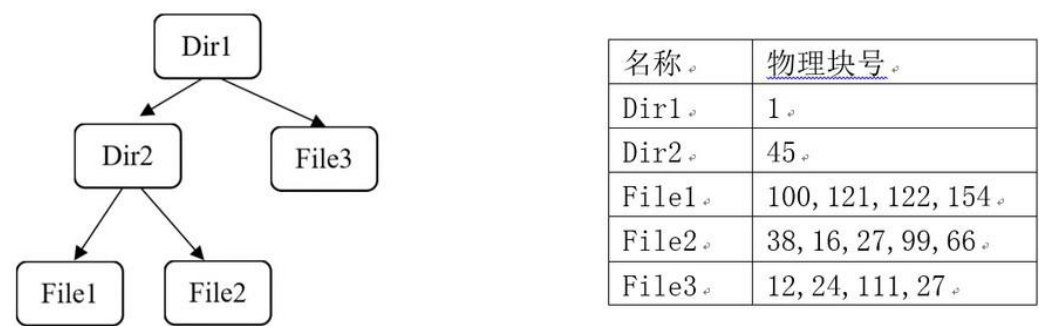 Dir1
Dir2 File3
File1 File2
名称 物理块号
Dir1 1
Dir2 45
File1 100,121,122,154
File2 38,16,27,99,66
File3 12,24,111,27